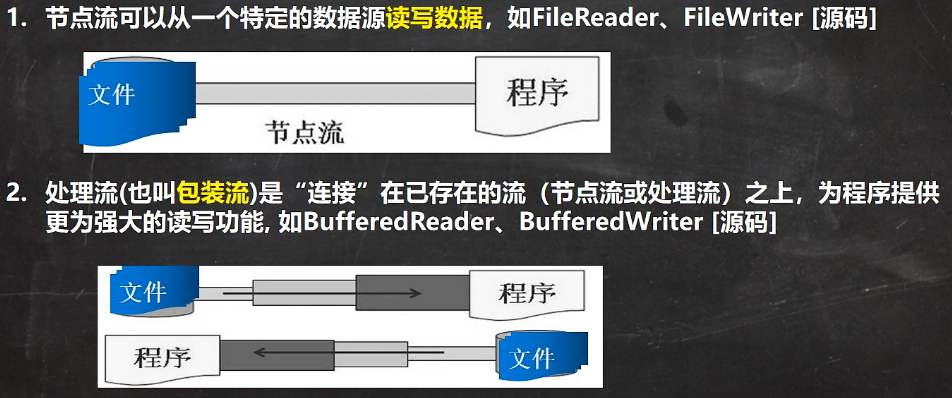 1. 节点流可以从一个特定的数据源读写数据，如FileReader、FileWriter [源码]
文件
程序
节点流
2. 处理流(也叫包装流)是“连接”在已存在的流（节点流或处理流）之上，为程序提供
更为强大的读写功能, 如BufferedReader、BufferedWriter [源码]
文件
程序
程序
文件